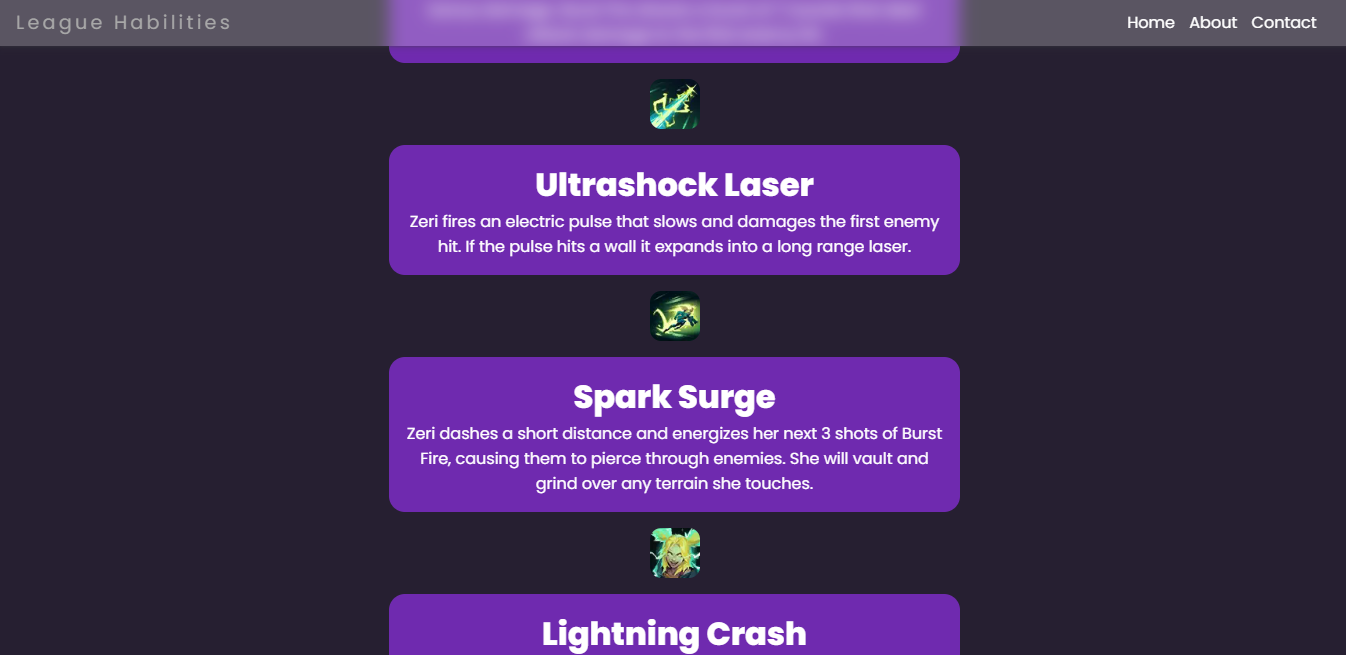 League Habilities
Home About Contact
Ultrashock Laser
Zeri fires an electric pulse that slows and damages the first enemy
hit. If the pulse hits a wall it expands into a long range laser.
Spark Surge
Zeri dashes a short distance and energizes her next 3 shots of Burst
Fire, causing them to pierce through enemies. She will vault and
grind over any terrain she touches.
Lightning Crash